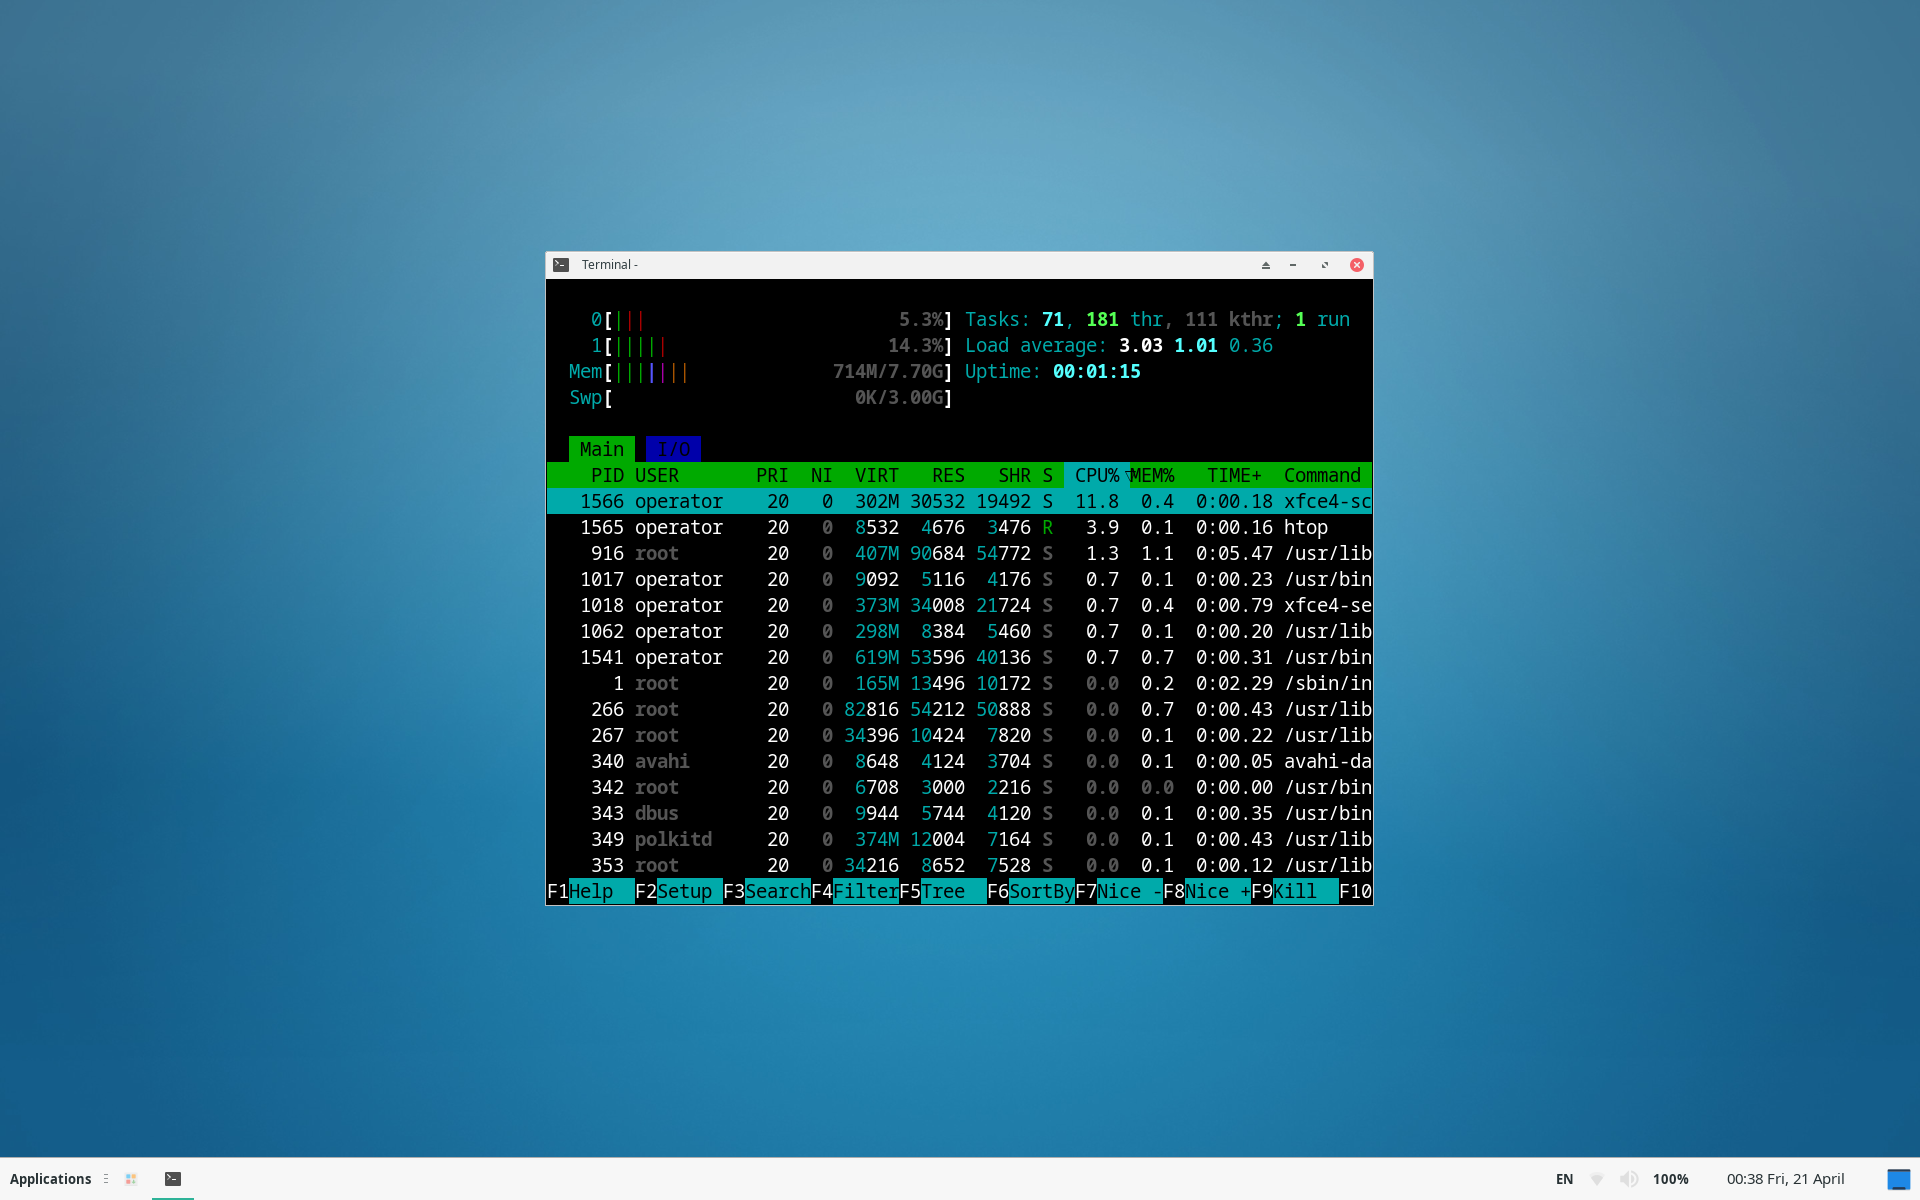 Terminal -
0[||| 5.3%] Tasks: 71, 181 thr, 111 kthr; 1 run
1[||||| 14.3%] Load average: 3.03 1.01 0.36
Mem[||||||| 714M/7.70G] Uptime: 00:01:15
Swp[ 0K/3.00G]
Main I/O
PID USER PRI NI VIRT RES SHR S CPU%▽MEM% TIME+ Command
1566 operator 20 0 302M 30532 19492 S 11.8 0.4 0:00.18 xfce4-sc
1565 operator 20 0 8532 4676 3476 R 3.9 0.1 0:00.16 htop
916 root 20 0 407M 90684 54772 S 1.3 1.1 0:05.47 /usr/lib
1017 operator 20 0 9092 5116 4176 S 0.7 0.1 0:00.23 /usr/bin
1018 operator 20 0 373M 34008 21724 S 0.7 0.4 0:00.79 xfce4-se
1062 operator 20 0 298M 8384 5460 S 0.7 0.1 0:00.20 /usr/lib
1541 operator 20 0 619M 53596 40136 S 0.7 0.7 0:00.31 /usr/bin
1 root 20 0 165M 13496 10172 S 0.0 0.2 0:02.29 /sbin/in
266 root 20 0 82816 54212 50888 S 0.0 0.7 0:00.43 /usr/lib
267 root 20 0 34396 10424 7820 S 0.0 0.1 0:00.22 /usr/lib
340 avahi 20 0 8648 4124 3704 S 0.0 0.1 0:00.05 avahi-da
342 root 20 0 6708 3000 2216 S 0.0 0.0 0:00.00 /usr/bin
343 dbus 20 0 9944 5744 4120 S 0.0 0.1 0:00.35 /usr/bin
349 polkitd 20 0 374M 12004 7164 S 0.0 0.1 0:00.43 /usr/lib
353 root 20 0 34216 8652 7528 S 0.0 0.1 0:00.12 /usr/lib
F1Help F2Setup F3SearchF4FilterF5Tree F6SortByF7Nice -F8Nice +F9Kill F10
Applications EN 100% 00:38 Fri, 21 April